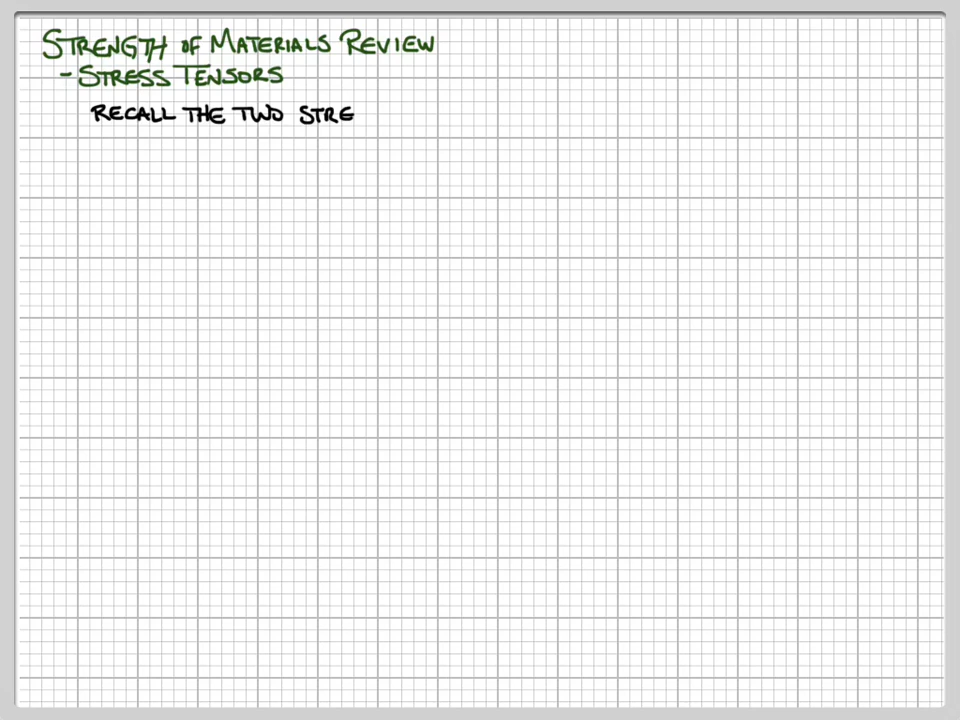 STRENGTH OF MATERIALS REVIEW
- STRESS TENSORS
RECALL THE TWO STRE